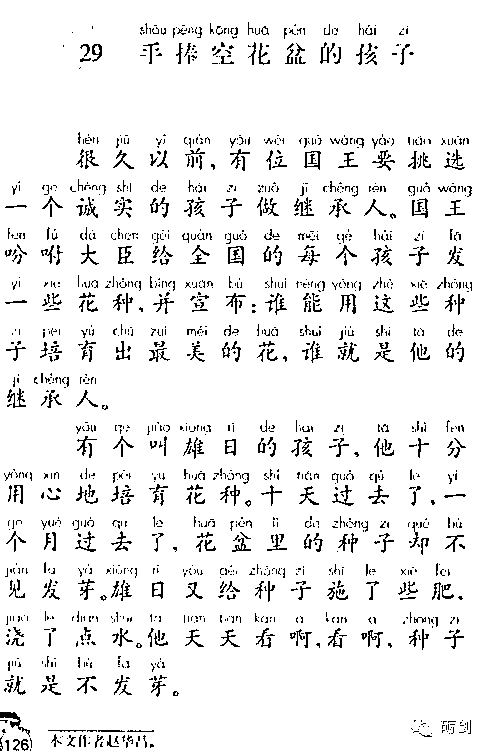 shǒu pěng kōng huā pén de hái zi
29 手捧空花盆的孩子
hěn jiǔ yǐ qián yǒu wèi guó wáng yào tiāo xuǎn
很久以前,有位国王要挑选
yí gè chéng shí de hái zi zuò jì chéng rén guó wáng
一个诚实的孩子做继承人。国王
fēn fù dà chén gěi quán guó de měi gè hái zi fā
吩咐大臣给全国的每个孩子发
yì xiē huā zhǒng bìng xuān bù shuí néng yòng zhè xiē zhǒng
一些花种,并宣布:谁能用这些种
zi péi yù chū zuì měi de huā shuí jiù shì tā de
子培育出最美的花,谁就是他的
jì chéng rén
继承人。
yǒu gè jiào xióng rì de hái zi tā shí fēn
有个叫雄日的孩子,他十分
yòng xīn de péi yù huā zhǒng shí tiān guò qù le yí
用心地培育花种。十天过去了,一
gè yuè guò qù le huā pén lǐ de zhǒng zi què bú
个月过去了,花盆里的种子却不
jiàn fā yá xióng rì yòu gěi zhǒng zi shī le xiē féi
见发芽。雄日又给种子施了些肥,
jiāo le diǎn shuǐ tā tiān tiān kàn a kàn a zhǒng zi
浇了点水。他天天看啊,看啊,种子
jiù shì bù fā yá
就是不发芽。
126 本文作者赵华昌。
砺剑